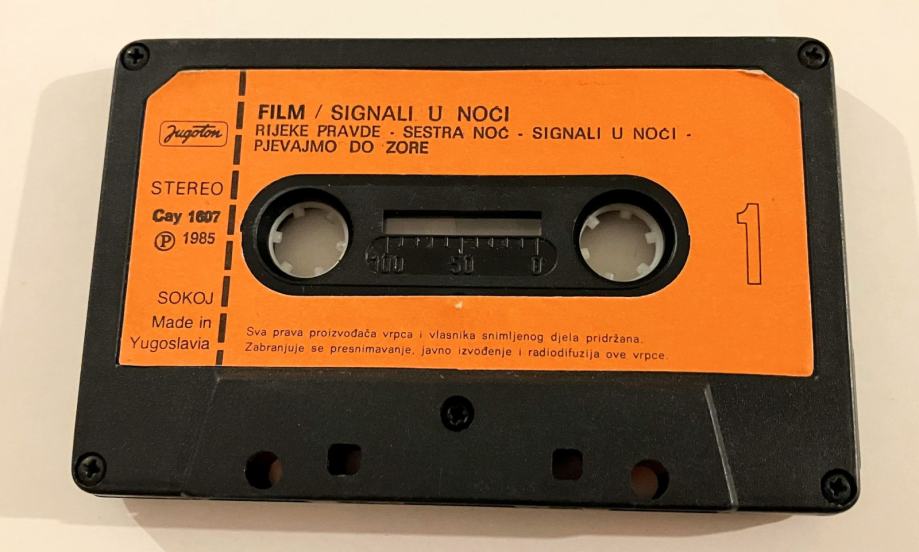 FILM / SIGNALI U NOĆI
RIJEKE PRAVDE - SESTRA NOĆ - SIGNALI U NOĆI -
PJEVAJMO DO ZORE
Jugoton
STEREO
Cay 1607
Ⓟ 1985
SOKOJ
Made in
Yugoslavia
100 50 0
1
Sva prava proizvođača vrpca i vlasnika snimljenog djela pridržana.
Zabranjuje se presnimavanje, javno izvođenje i radiodifuzija ove vrpce.